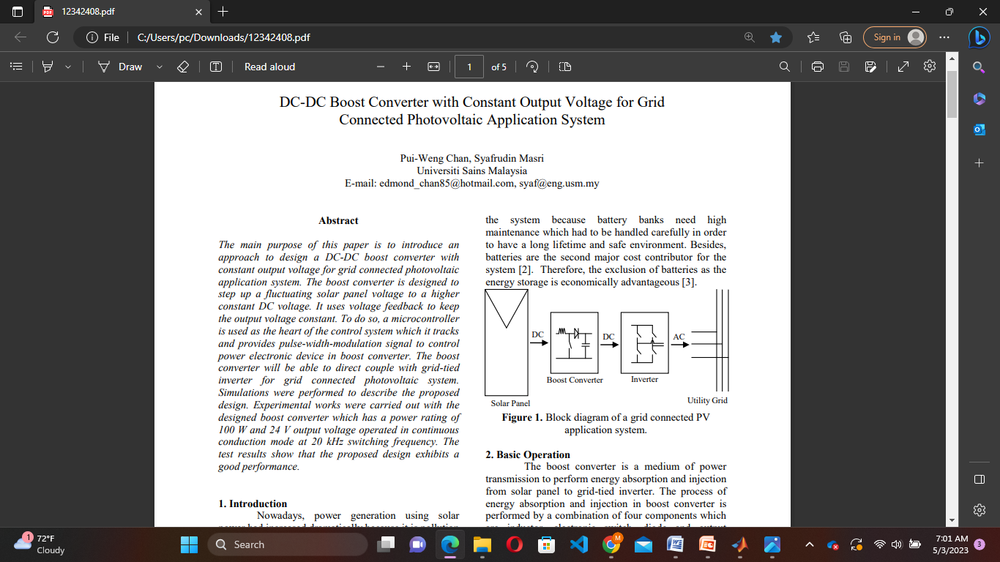 12342408.pdf
File
C:/Users/pc/Downloads/12342408.pdf
Sign in
Draw
Read aloud
1
of 5
DC-DC Boost Converter with Constant Output Voltage for Grid
Connected Photovoltaic Application System
Pui-Weng Chan, Syafrudin Masri
Universiti Sains Malaysia
E-mail: edmond_chan85@hotmail.com, syaf@eng.usm.my
Abstract
The main purpose of this paper is to introduce an
approach to design a DC-DC boost converter with
constant output voltage for grid connected photovoltaic
application system. The boost converter is designed to
step up a fluctuating solar panel voltage to a higher
constant DC voltage. It uses voltage feedback to keep
the output voltage constant. To do so, a microcontroller
is used as the heart of the control system which it tracks
and provides pulse-width-modulation signal to control
power electronic device in boost converter. The boost
converter will be able to direct couple with grid-tied
inverter for grid connected photovoltaic system.
Simulations were performed to describe the proposed
design. Experimental works were carried out with the
designed boost converter which has a power rating of
100 W and 24 V output voltage operated in continuous
conduction mode at 20 kHz switching frequency. The
test results show that the proposed design exhibits a
good performance.
1. Introduction
Nowadays, power generation using solar
the system because battery banks need high
maintenance which had to be handled carefully in order
to have a long lifetime and safe environment. Besides,
batteries are the second major cost contributor for the
system [2]. Therefore, the exclusion of batteries as the
energy storage is economically advantageous [3].
DC
DC
AC
Boost Converter
Inverter
Solar Panel
Utility Grid
Figure 1. Block diagram of a grid connected PV
application system.
2. Basic Operation
The boost converter is a medium of power
transmission to perform energy absorption and injection
from solar panel to grid-tied inverter. The process of
energy absorption and injection in boost converter is
performed by a combination of four components which
1
72°F
Cloudy
Search
M
7:01 AM
5/3/2023
3